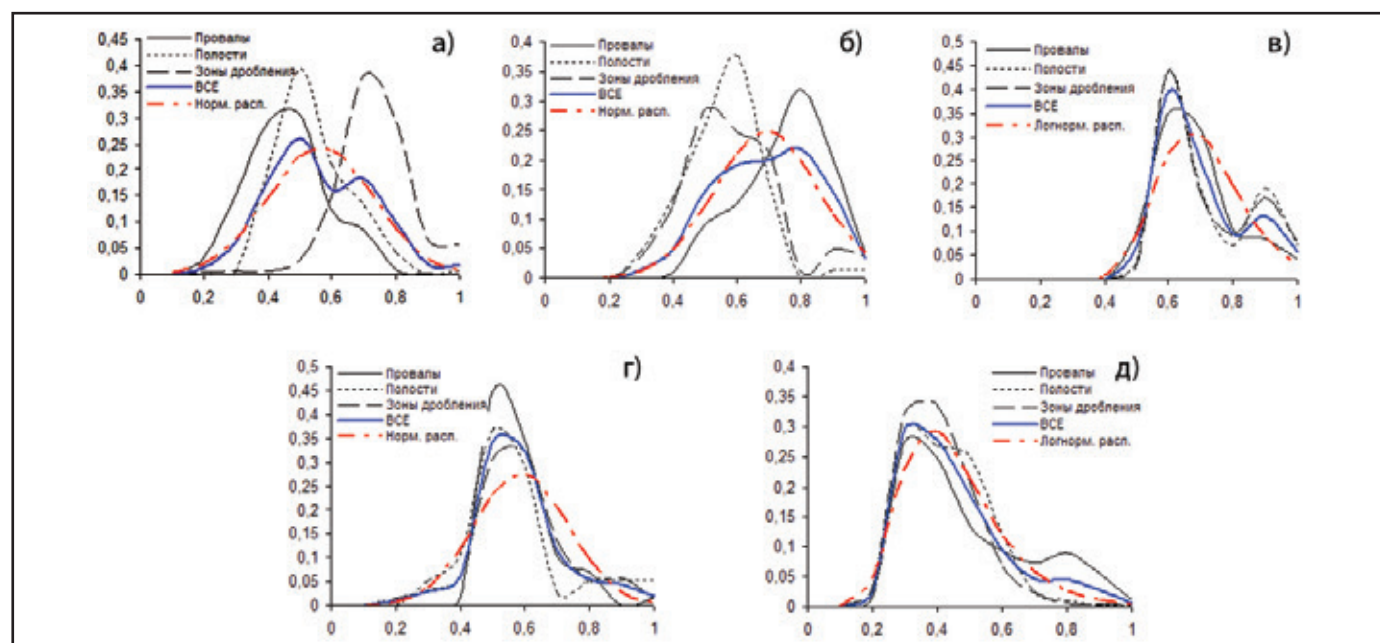 а)
Провалы
Полости
Зоны дробления
ВСЕ
Норм. расп.
0,45
0,4
0,35
0,3
0,25
0,2
0,15
0,1
0,05
0
0 0,2 0,4 0,6 0,8 1
б)
Провалы
Полости
Зоны дробления
ВСЕ
Норм. расп.
0,4
0,35
0,3
0,25
0,2
0,15
0,1
0,05
0
0 0,2 0,4 0,6 0,8 1
в)
Провалы
Полости
Зоны дробления
ВСЕ
Логнорм. расп.
0,5
0,45
0,4
0,35
0,3
0,25
0,2
0,15
0,1
0,05
0
0 0,2 0,4 0,6 0,8 1
г)
Провалы
Полости
Зоны дробления
ВСЕ
Норм. расп.
0,5
0,45
0,4
0,35
0,3
0,25
0,2
0,15
0,1
0,05
0
0 0,2 0,4 0,6 0,8 1
д)
Провалы
Полости
Зоны дробления
ВСЕ
Логнорм. расп.
0,4
0,35
0,3
0,25
0,2
0,15
0,1
0,05
0
0 0,2 0,4 0,6 0,8 1